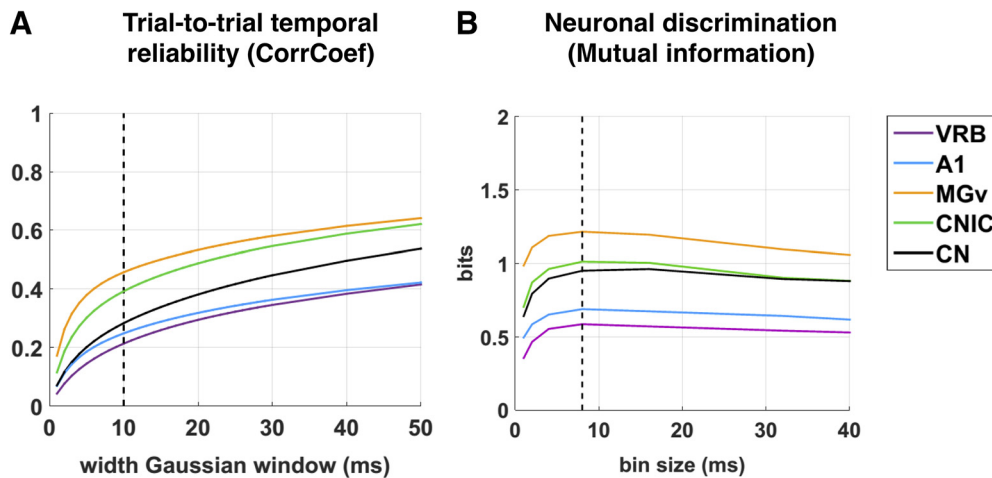 A
Trial-to-trial temporal
reliability (CorrCoef)
1
0.8
0.6
0.4
0.2
0
0 10 20 30 40 50
width Gaussian window (ms)
B
Neuronal discrimination
(Mutual information)
2
1.5
1
0.5
0
bits
0 10 20 30 40
bin size (ms)
VRB
A1
MGv
CNIC
CN